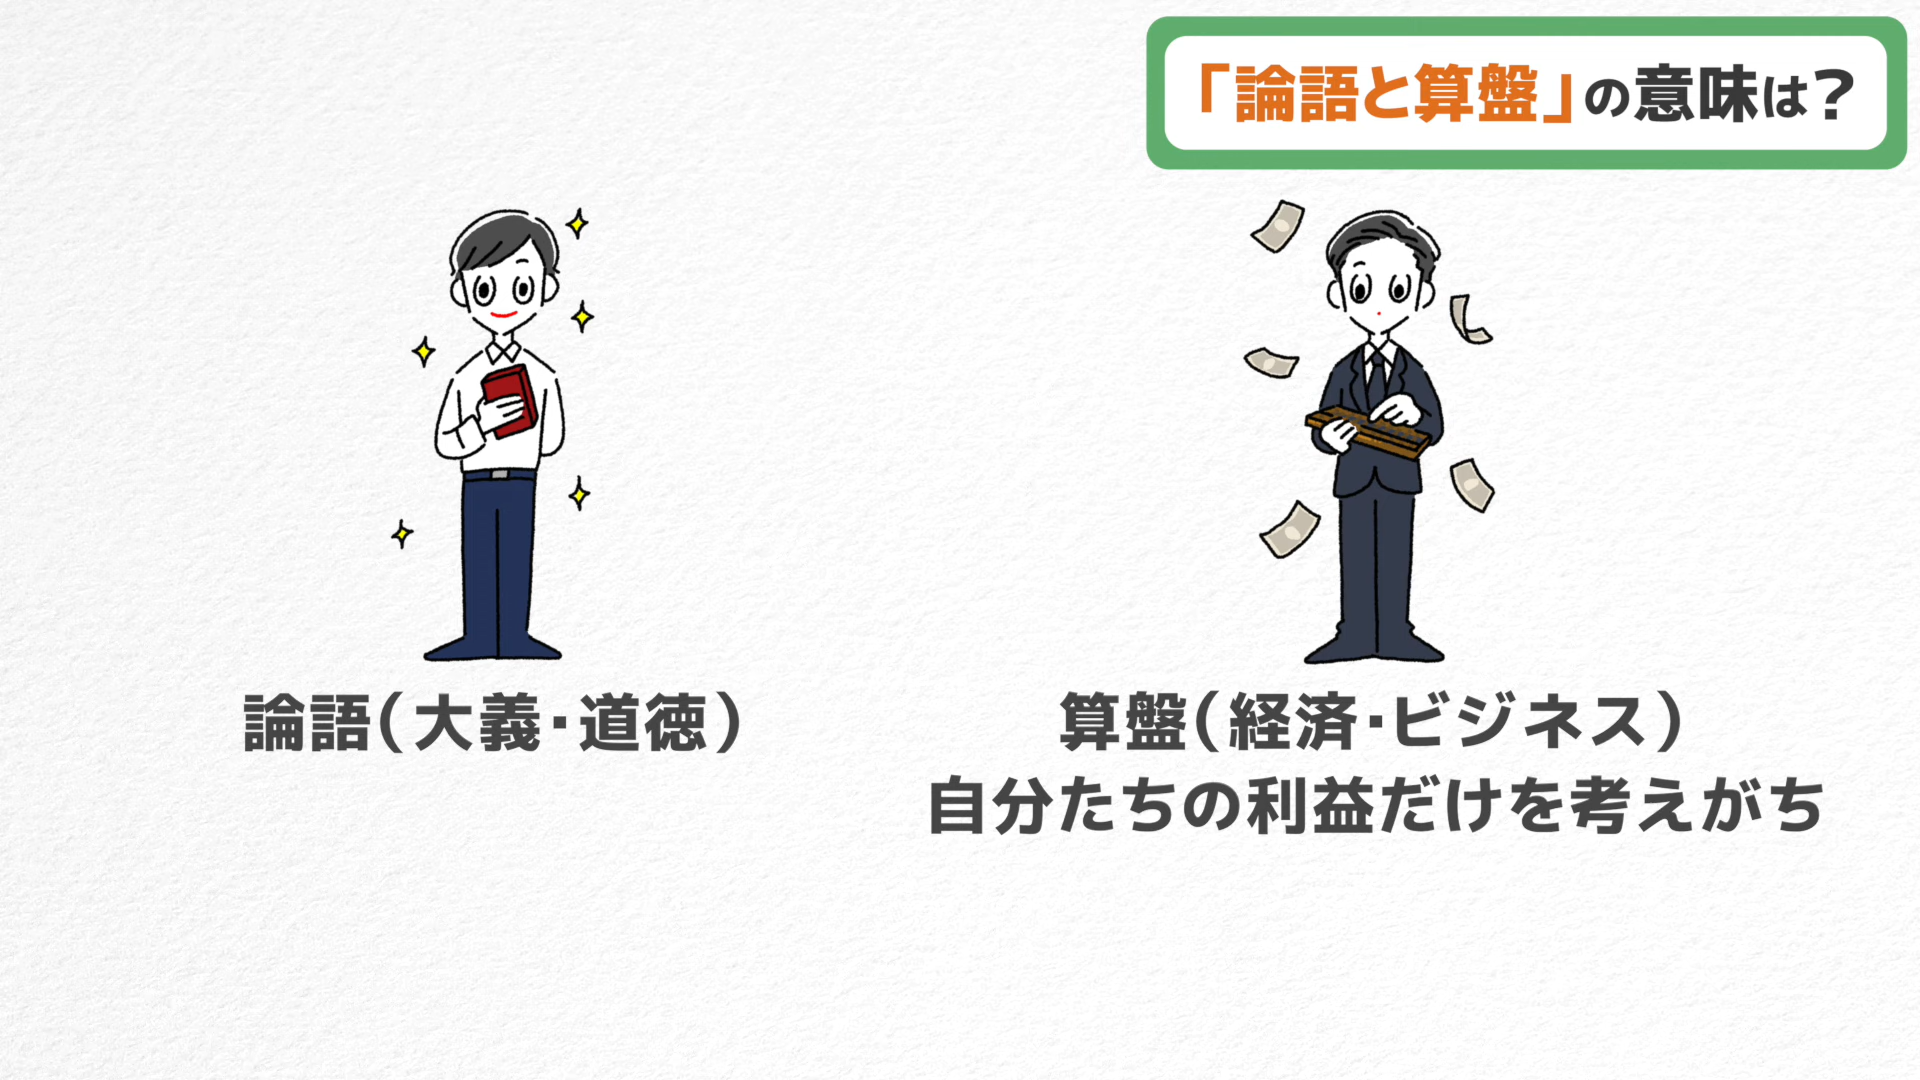 「論語と算盤」の意味は?
論語(大義・道徳)
算盤(経済・ビジネス)
自分たちの利益だけを考えがち